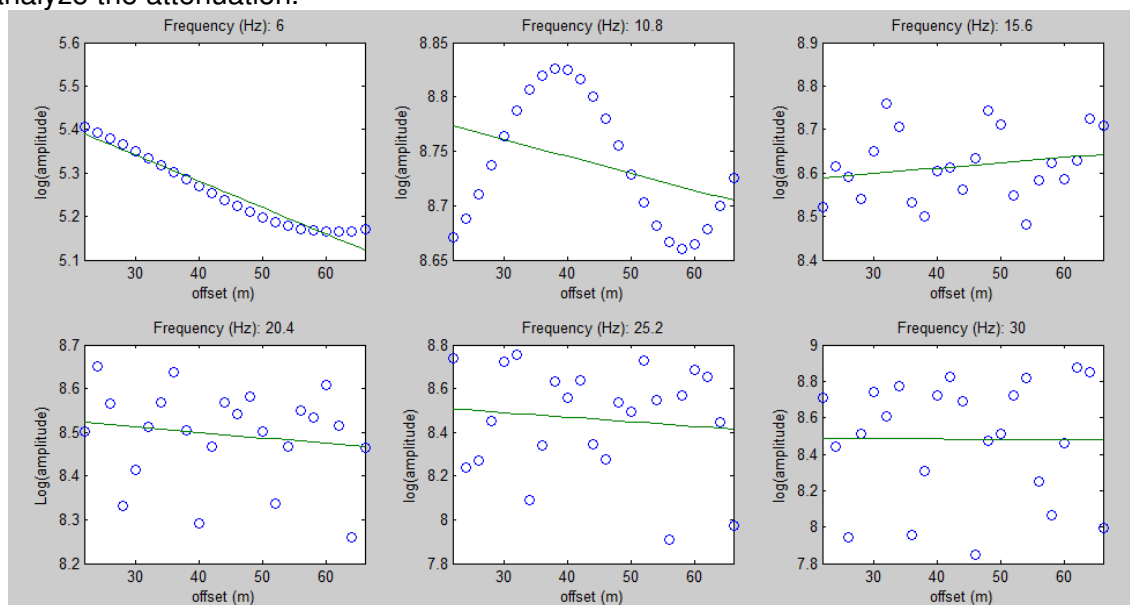 analyze the attenuation.
Frequency (Hz): 6
5.6
5.5
5.4
5.3
5.2
5.1
log(amplitude)
30 40 50 60
offset (m)
Frequency (Hz): 10.8
8.85
8.8
8.75
8.7
8.65
log(amplitude)
30 40 50 60
offset (m)
Frequency (Hz): 15.6
8.9
8.8
8.7
8.6
8.5
8.4
log(amplitude)
30 40 50 60
offset (m)
Frequency (Hz): 20.4
8.7
8.6
8.5
8.4
8.3
8.2
Log(amplitude)
30 40 50 60
offset (m)
Frequency (Hz): 25.2
8.8
8.6
8.4
8.2
8
7.8
log(amplitude)
30 40 50 60
offset (m)
Frequency (Hz): 30
9
8.8
8.6
8.4
8.2
8
7.8
log(amplitude)
30 40 50 60
offset (m)